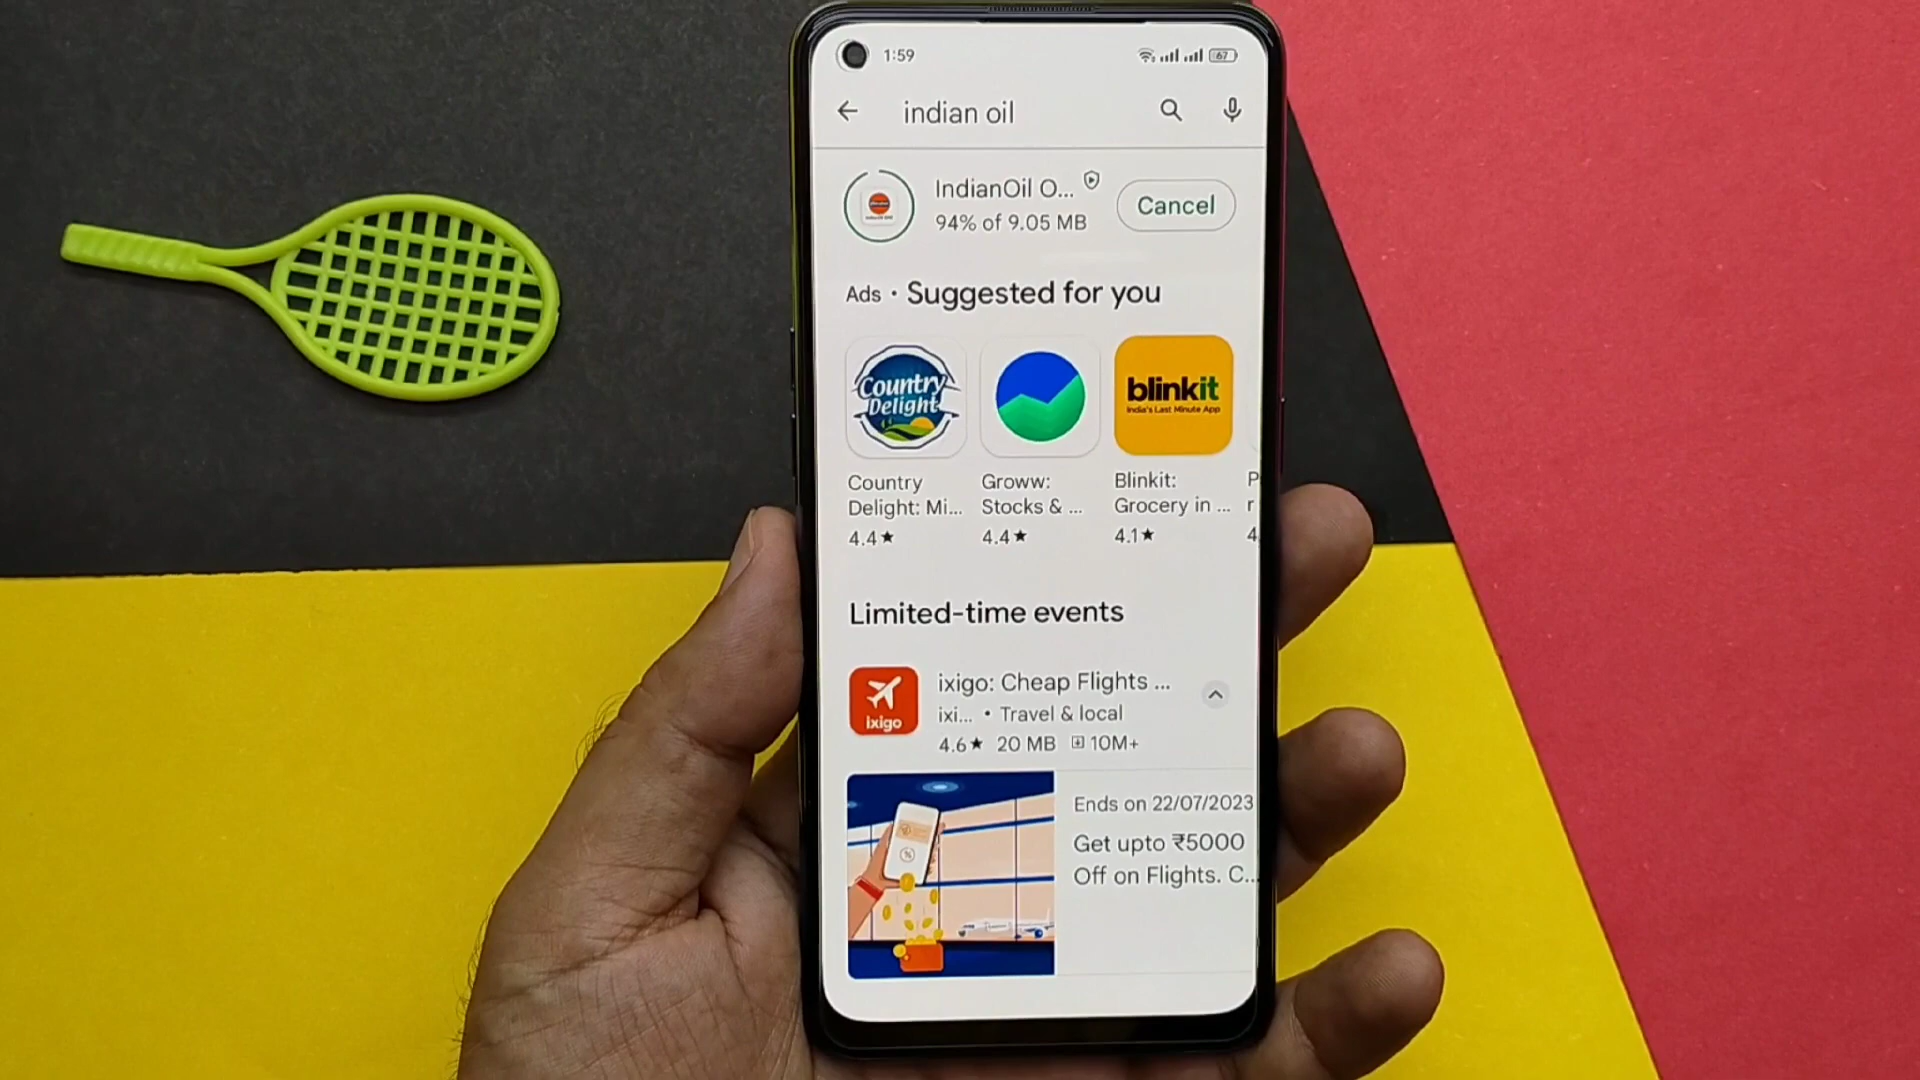 1:59
67
indian oil
IndianOil O...
94% of 9.05 MB
Cancel
Ads • Suggested for you
Country
Delight
blinkit
India's Last Minute App
Country
Delight: Mi...
4.4★
Groww:
Stocks & ...
4.4★
Blinkit:
Grocery in ...
4.1★
P
r
4
Limited-time events
ixigo
ixigo: Cheap Flights ...
ixi... • Travel & local
4.6★ 20 MB 10M+
Ends on 22/07/2023
Get upto ₹5000
Off on Flights. C...